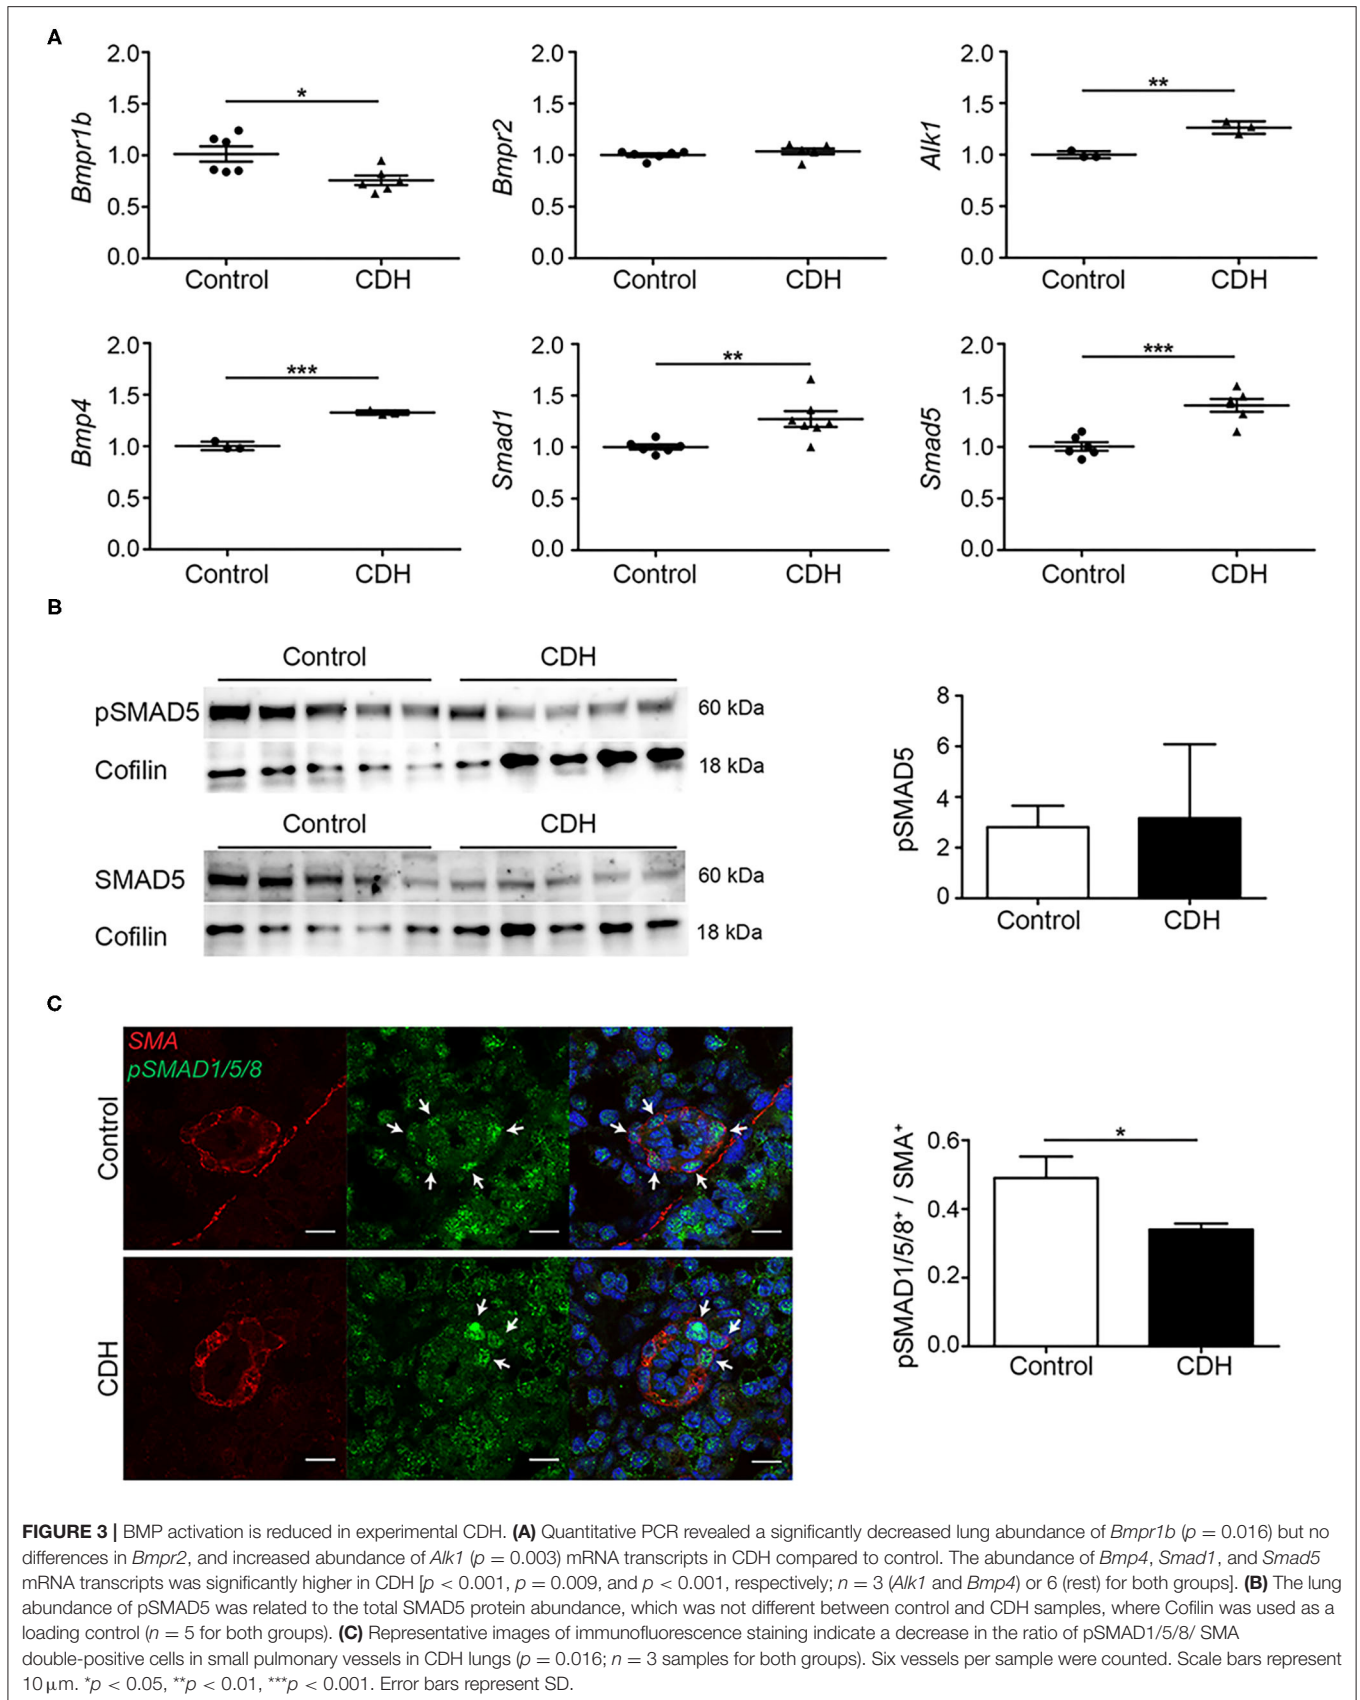 A
2.0
1.5
1.0
0.5
0.0
Bmpr1b
*
Control CDH
2.0
1.5
1.0
0.5
0.0
Bmpr2
Control CDH
2.0
1.5
1.0
0.5
0.0
Alk1
**
Control CDH
2.0
1.5
1.0
0.5
0.0
Bmp4
***
Control CDH
2.0
1.5
1.0
0.5
0.0
Smad1
**
Control CDH
2.0
1.5
1.0
0.5
0.0
Smad5
***
Control CDH
B
Control CDH
pSMAD5 60 kDa
Cofilin 18 kDa
Control CDH
SMAD5 60 kDa
Cofilin 18 kDa
8
6
4
2
0
pSMAD5
Control CDH
C
SMA
pSMAD1/5/8
Control
CDH
0.6
0.4
0.2
0.0
pSMAD1/5/8+ / SMA+
*
Control CDH
FIGURE 3 | BMP activation is reduced in experimental CDH. (A) Quantitative PCR revealed a significantly decreased lung abundance of Bmpr1b (p = 0.016) but no
differences in Bmpr2, and increased abundance of Alk1 (p = 0.003) mRNA transcripts in CDH compared to control. The abundance of Bmp4, Smad1, and Smad5
mRNA transcripts was significantly higher in CDH [p < 0.001, p = 0.009, and p < 0.001, respectively; n = 3 (Alk1 and Bmp4) or 6 (rest) for both groups]. (B) The lung
abundance of pSMAD5 was related to the total SMAD5 protein abundance, which was not different between control and CDH samples, where Cofilin was used as a
loading control (n = 5 for both groups). (C) Representative images of immunofluorescence staining indicate a decrease in the ratio of pSMAD1/5/8/ SMA
double-positive cells in small pulmonary vessels in CDH lungs (p = 0.016; n = 3 samples for both groups). Six vessels per sample were counted. Scale bars represent
10 μm. *p < 0.05, **p < 0.01, ***p < 0.001. Error bars represent SD.